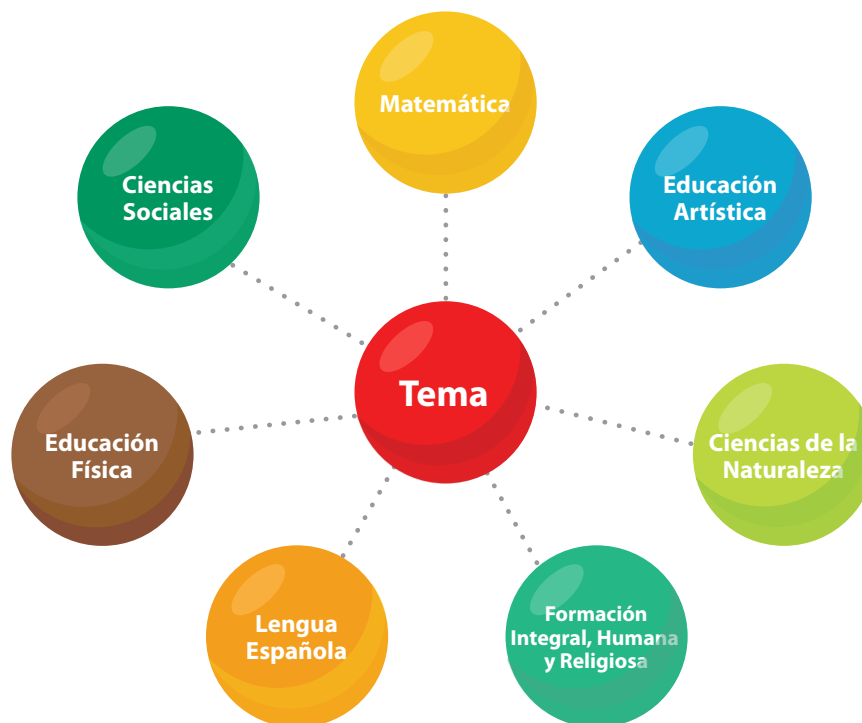 Matemática
Ciencias
Sociales
Educación
Artística
Tema
Educación
Física
Ciencias de la
Naturaleza
Lengua
Española
Formación
Integral, Humana
y Religiosa